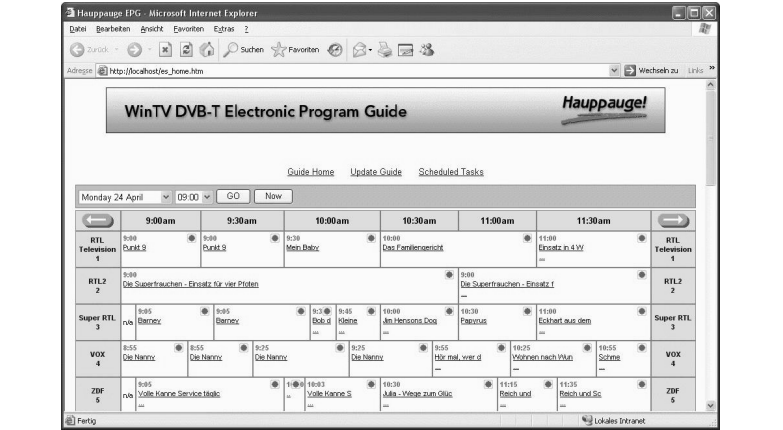 Hauppauge EPG - Microsoft Internet Explorer
Datei Bearbeiten Ansicht Favoriten Extras ?
Zurück Suchen Favoriten
Adresse http://localhost/es_home.htm Wechseln zu Links »
WinTV DVB-T Electronic Program Guide Hauppauge!
Guide Home Update Guide Scheduled Tasks
Monday 24 April 09:00 GO Now
9:00am 9:30am 10:00am 10:30am 11:00am 11:30am
RTL Television 1
9:00 Punkt 9
9:00 Punkt 9
9:30 Mein Baby
10:00 Das Familiengericht
11:00 Einsatz in 4 W
...
RTL Television 1
RTL2 2
9:00 Die Superfrauchen - Einsatz für vier Pfoten
9:00 Die Superfrauchen - Einsatz f
...
RTL2 2
Super RTL 3
n/a
9:05 Barney
9:05 Barney
9:3 Bob d
...
9:45 Kleine
...
10:00 Jim Hensons Dog
...
10:30 Papyrus
11:00 Eckhart aus dem
...
Super RTL 3
VOX 4
8:55 Die Nanny
8:55 Die Nanny
9:25 Die Nanny
9:25 Die Nanny
9:55 Hör mal, wer d
...
10:25 Wohnen nach Wun
...
10:55 Schme
...
VOX 4
ZDF 5
n/a
9:05 Volle Kanne Service täglic
...
10:03 Volle Kanne S
...
10:30 Julia - Wege zum Glüc
...
11:15 Reich und
...
11:35 Reich und Sc
...
ZDF 5
Fertig Lokales Intranet